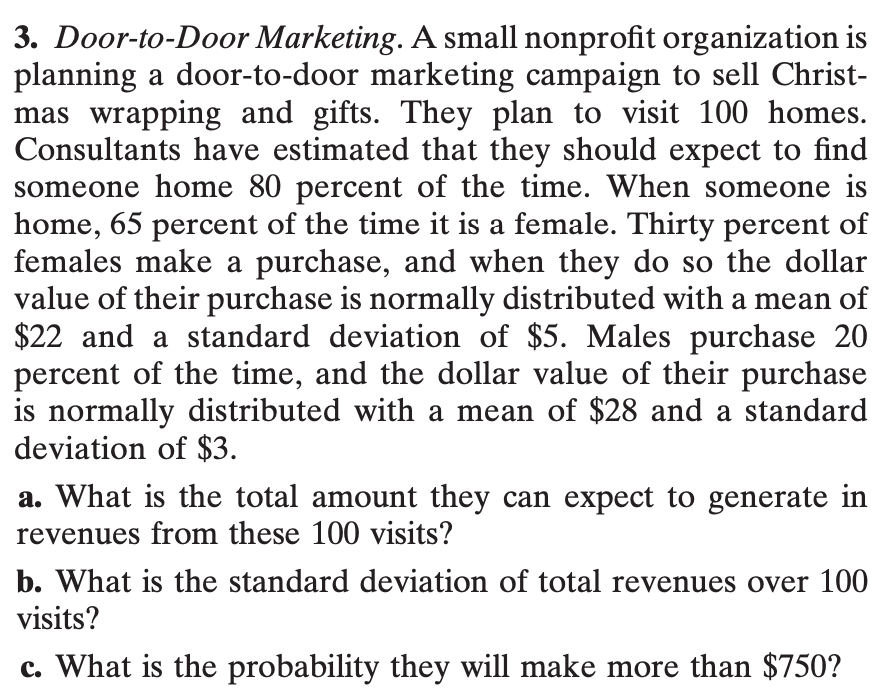 3. Door-to-Door Marketing. A small nonprofit organization is
planning a door-to-door marketing campaign to sell Christ-
mas wrapping and gifts. They plan to visit 100 homes.
Consultants have estimated that they should expect to find
someone home 80 percent of the time. When someone is
home, 65 percent of the time it is a female. Thirty percent of
females make a purchase, and when they do so the dollar
value of their purchase is normally distributed with a mean of
$22 and a standard deviation of $5. Males purchase 20
percent of the time, and the dollar value of their purchase
is normally distributed with a mean of $28 and a standard
deviation of $3.
a. What is the total amount they can expect to generate in
revenues from these 100 visits?
b. What is the standard deviation of total revenues over 100
visits?
c. What is the probability they will make more than $750?